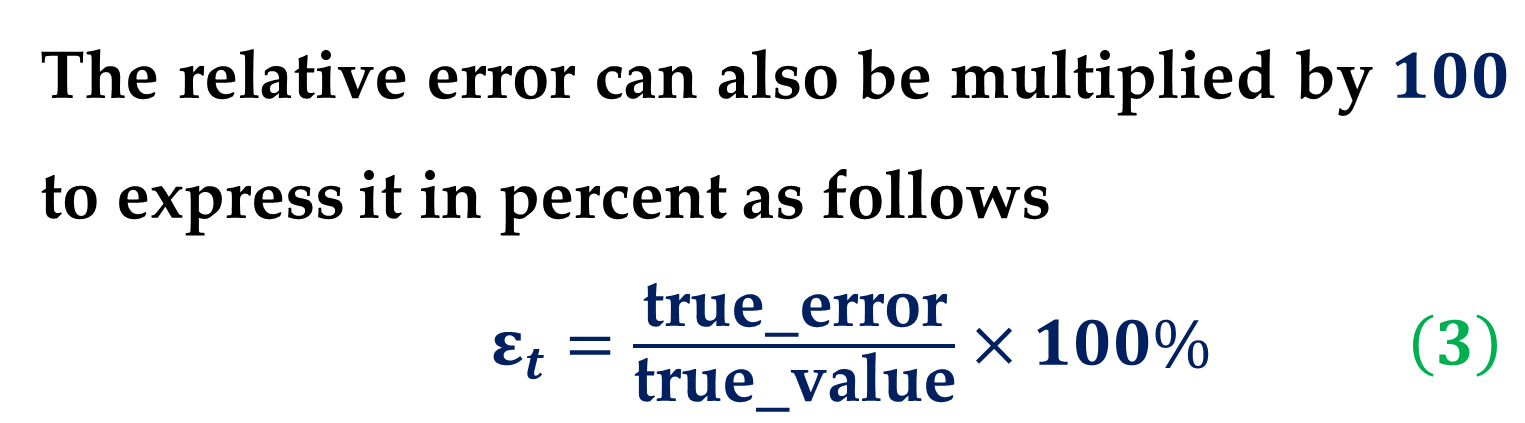 The relative error can also be multiplied by 100
to express it in percent as follows
ε_t = true_error / true_value × 100% (3)